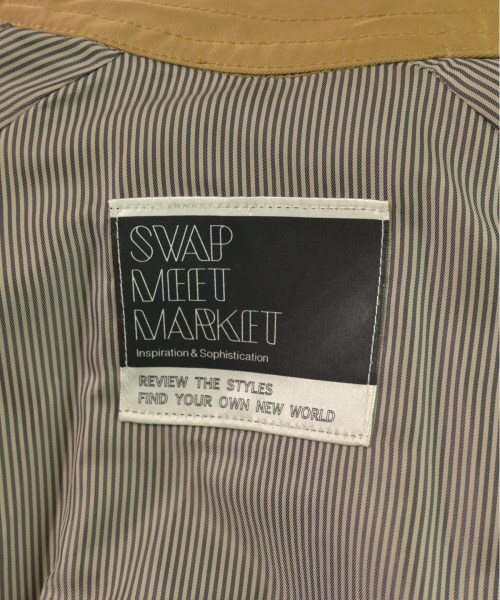 SWAP
MEET
MARKET
Inspiration & Sophistication
REVIEW THE STYLES
FIND YOUR OWN NEW WORLD